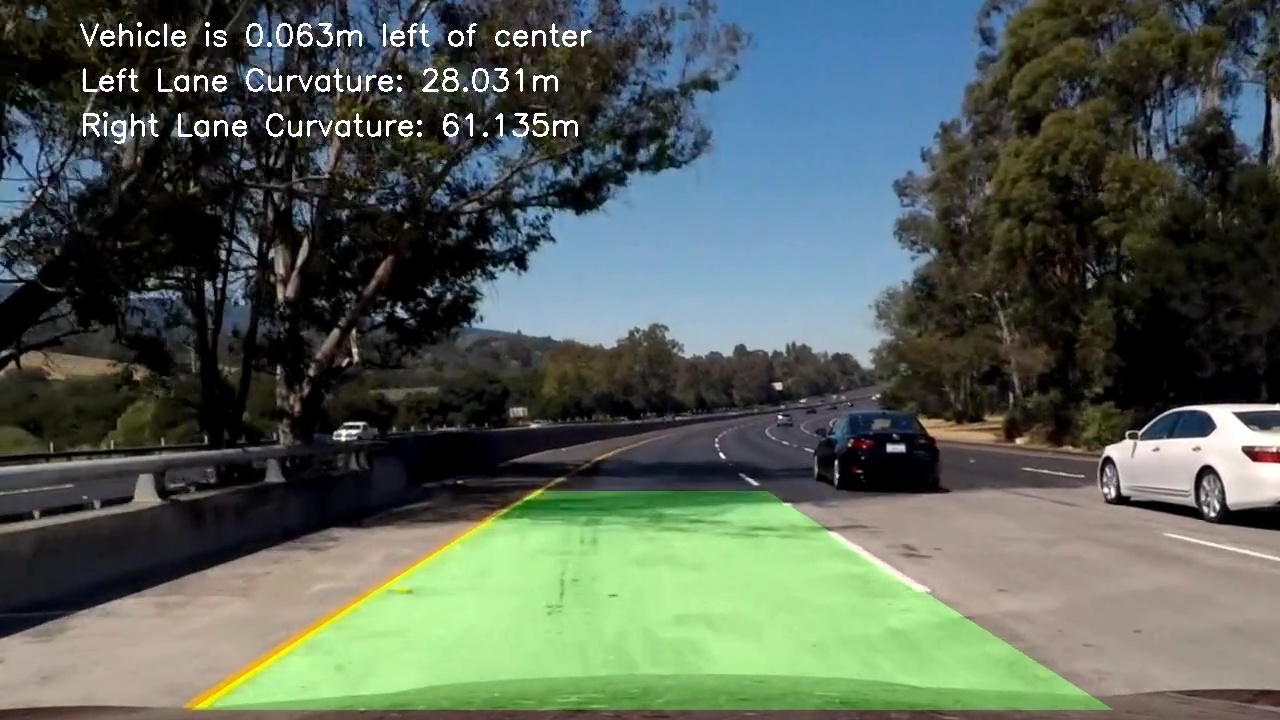 Vehicle is 0.063m left of center
Left Lane Curvature: 28.031m
Right Lane Curvature: 61.135m